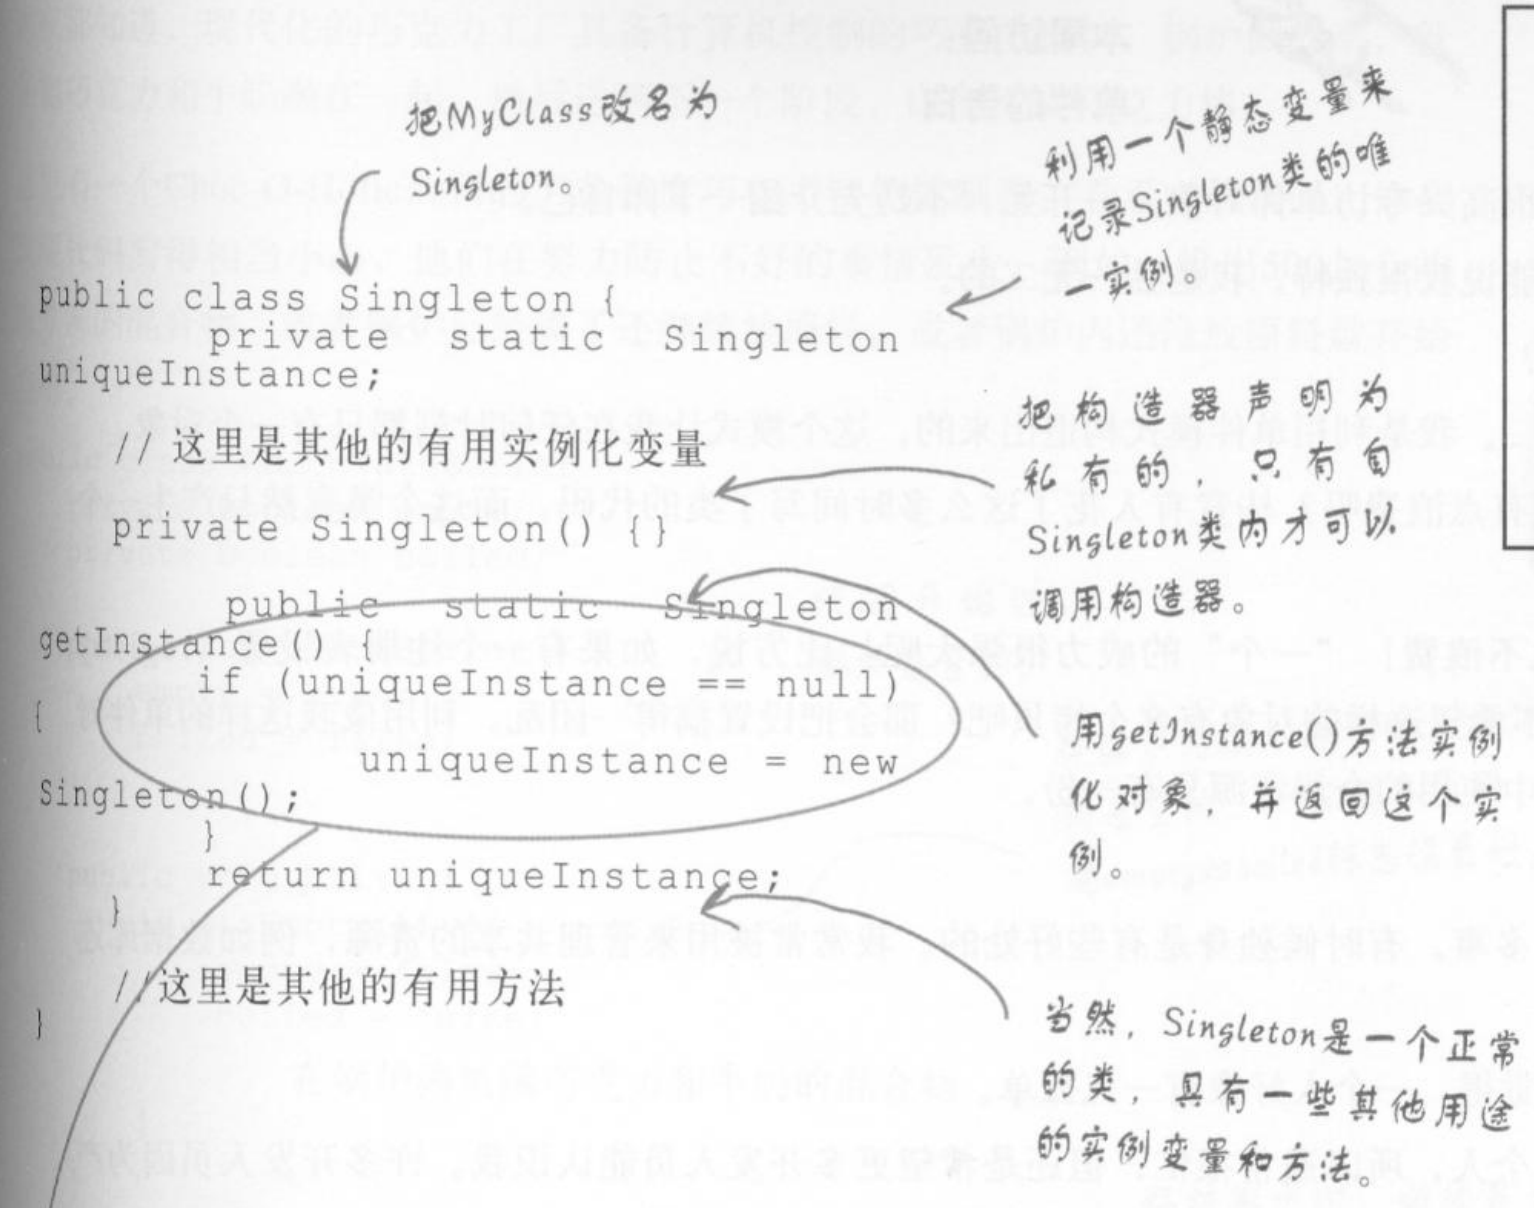 把MyClass改名为
Singleton。
利用一个静态变量来
记录Singleton类的唯
一实例。
public class Singleton {
private static Singleton
uniqueInstance;
// 这里是其他的有用实例化变量
private Singleton() {}
把构造器声明为
私有的，只有自
Singleton类内才可以
调用构造器。
public static Singleton
getInstance() {
if (uniqueInstance == null)
{
uniqueInstance = new
Singleton();
}
return uniqueInstance;
}
用getInstance()方法实例
化对象，并返回这个实
例。
//这里是其他的有用方法
}
当然，Singleton是一个正常
的类，具有一些其他用途
的实例变量和方法。